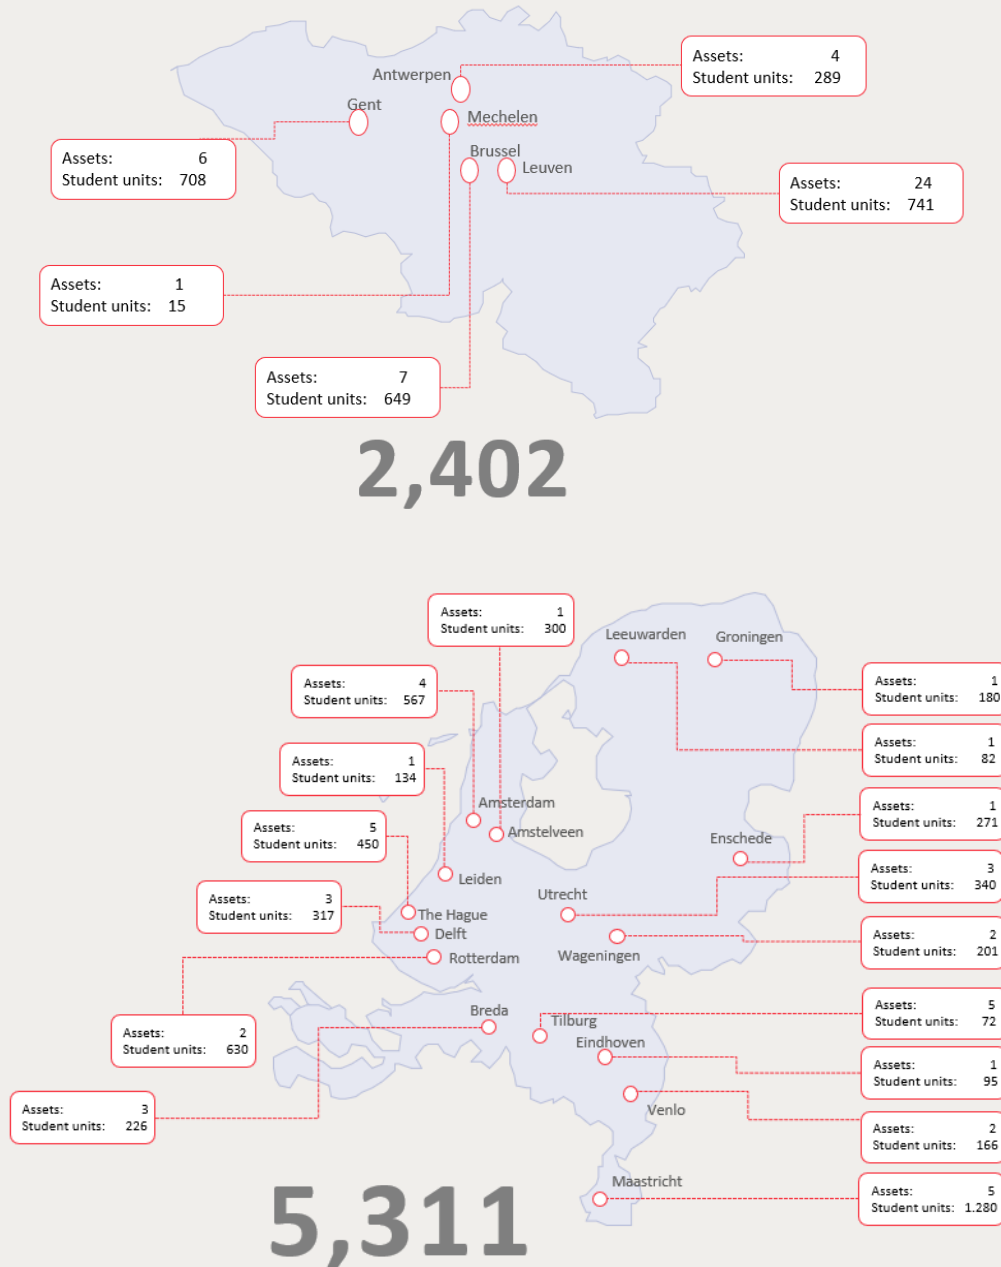 Assets: 4
Student units: 289
Antwerpen
Gent
Mechelen
Assets: 6
Student units: 708
Brussel
Leuven
Assets: 24
Student units: 741
Assets: 1
Student units: 15
Assets: 7
Student units: 649
2,402
Assets: 1
Student units: 300
Leeuwarden
Groningen
Assets: 4
Student units: 567
Assets: 1
Student units: 180
Assets: 1
Student units: 82
Assets: 1
Student units: 134
Amsterdam
Amstelveen
Assets: 1
Student units: 271
Assets: 5
Student units: 450
Enschede
Leiden
Assets: 3
Student units: 340
Utrecht
Assets: 3
Student units: 317
The Hague
Delft
Assets: 2
Student units: 201
Rotterdam
Wageningen
Breda
Tilburg
Assets: 5
Student units: 72
Assets: 2
Student units: 630
Eindhoven
Assets: 1
Student units: 95
Assets: 3
Student units: 226
Venlo
Assets: 2
Student units: 166
Maastricht
Assets: 5
Student units: 1.280
5,311